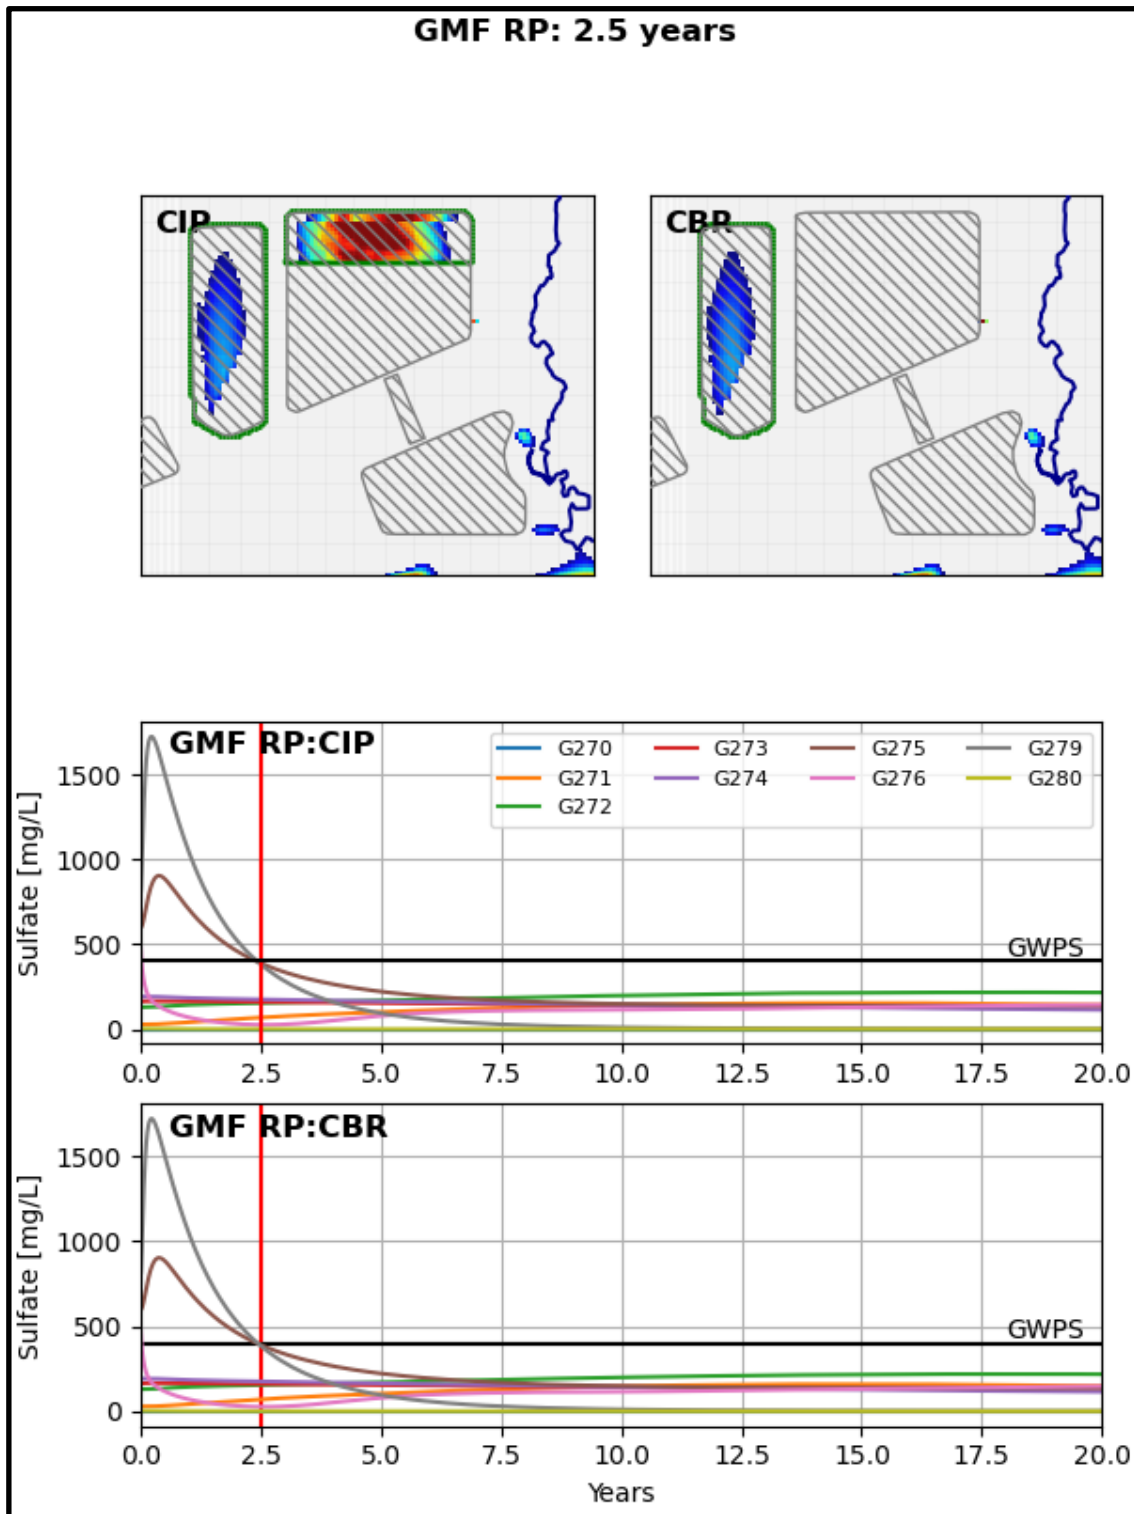 GMF RP: 2.5 years
CIP
CBR
GMF RP:CIP
G270 G273 G275 G279
G271 G274 G276 G280
G272
1500
1000
500
0
Sulfate [mg/L]
GWPS
0.0 2.5 5.0 7.5 10.0 12.5 15.0 17.5 20.0
GMF RP:CBR
1500
1000
500
0
Sulfate [mg/L]
GWPS
0.0 2.5 5.0 7.5 10.0 12.5 15.0 17.5 20.0
Years